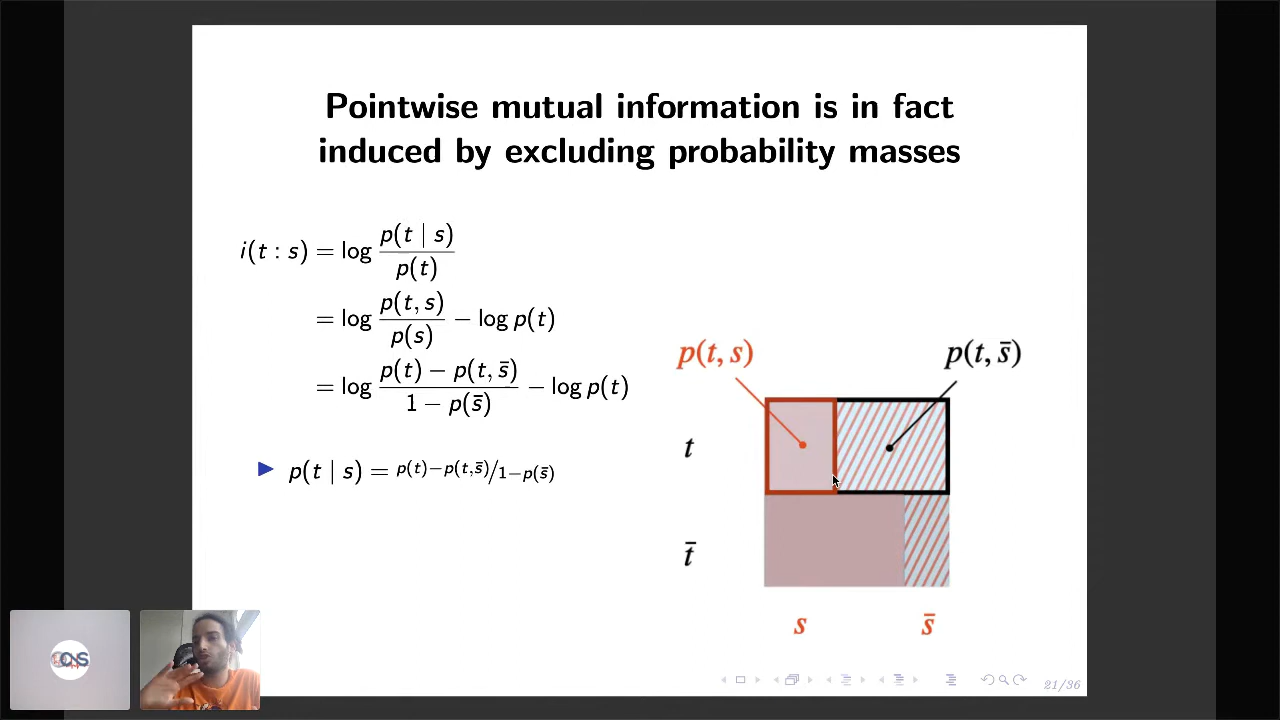 Pointwise mutual information is in fact
induced by excluding probability masses
i(t : s) = log p(t | s) / p(t)
= log p(t, s) / p(s) − log p(t)
= log p(t) − p(t, s̄) / 1 − p(s̄) − log p(t)
▶ p(t | s) = p(t)−p(t,s̄)/1−p(s̄)
p(t, s)
p(t, s̄)
t
t̄
s
s̄
21/36